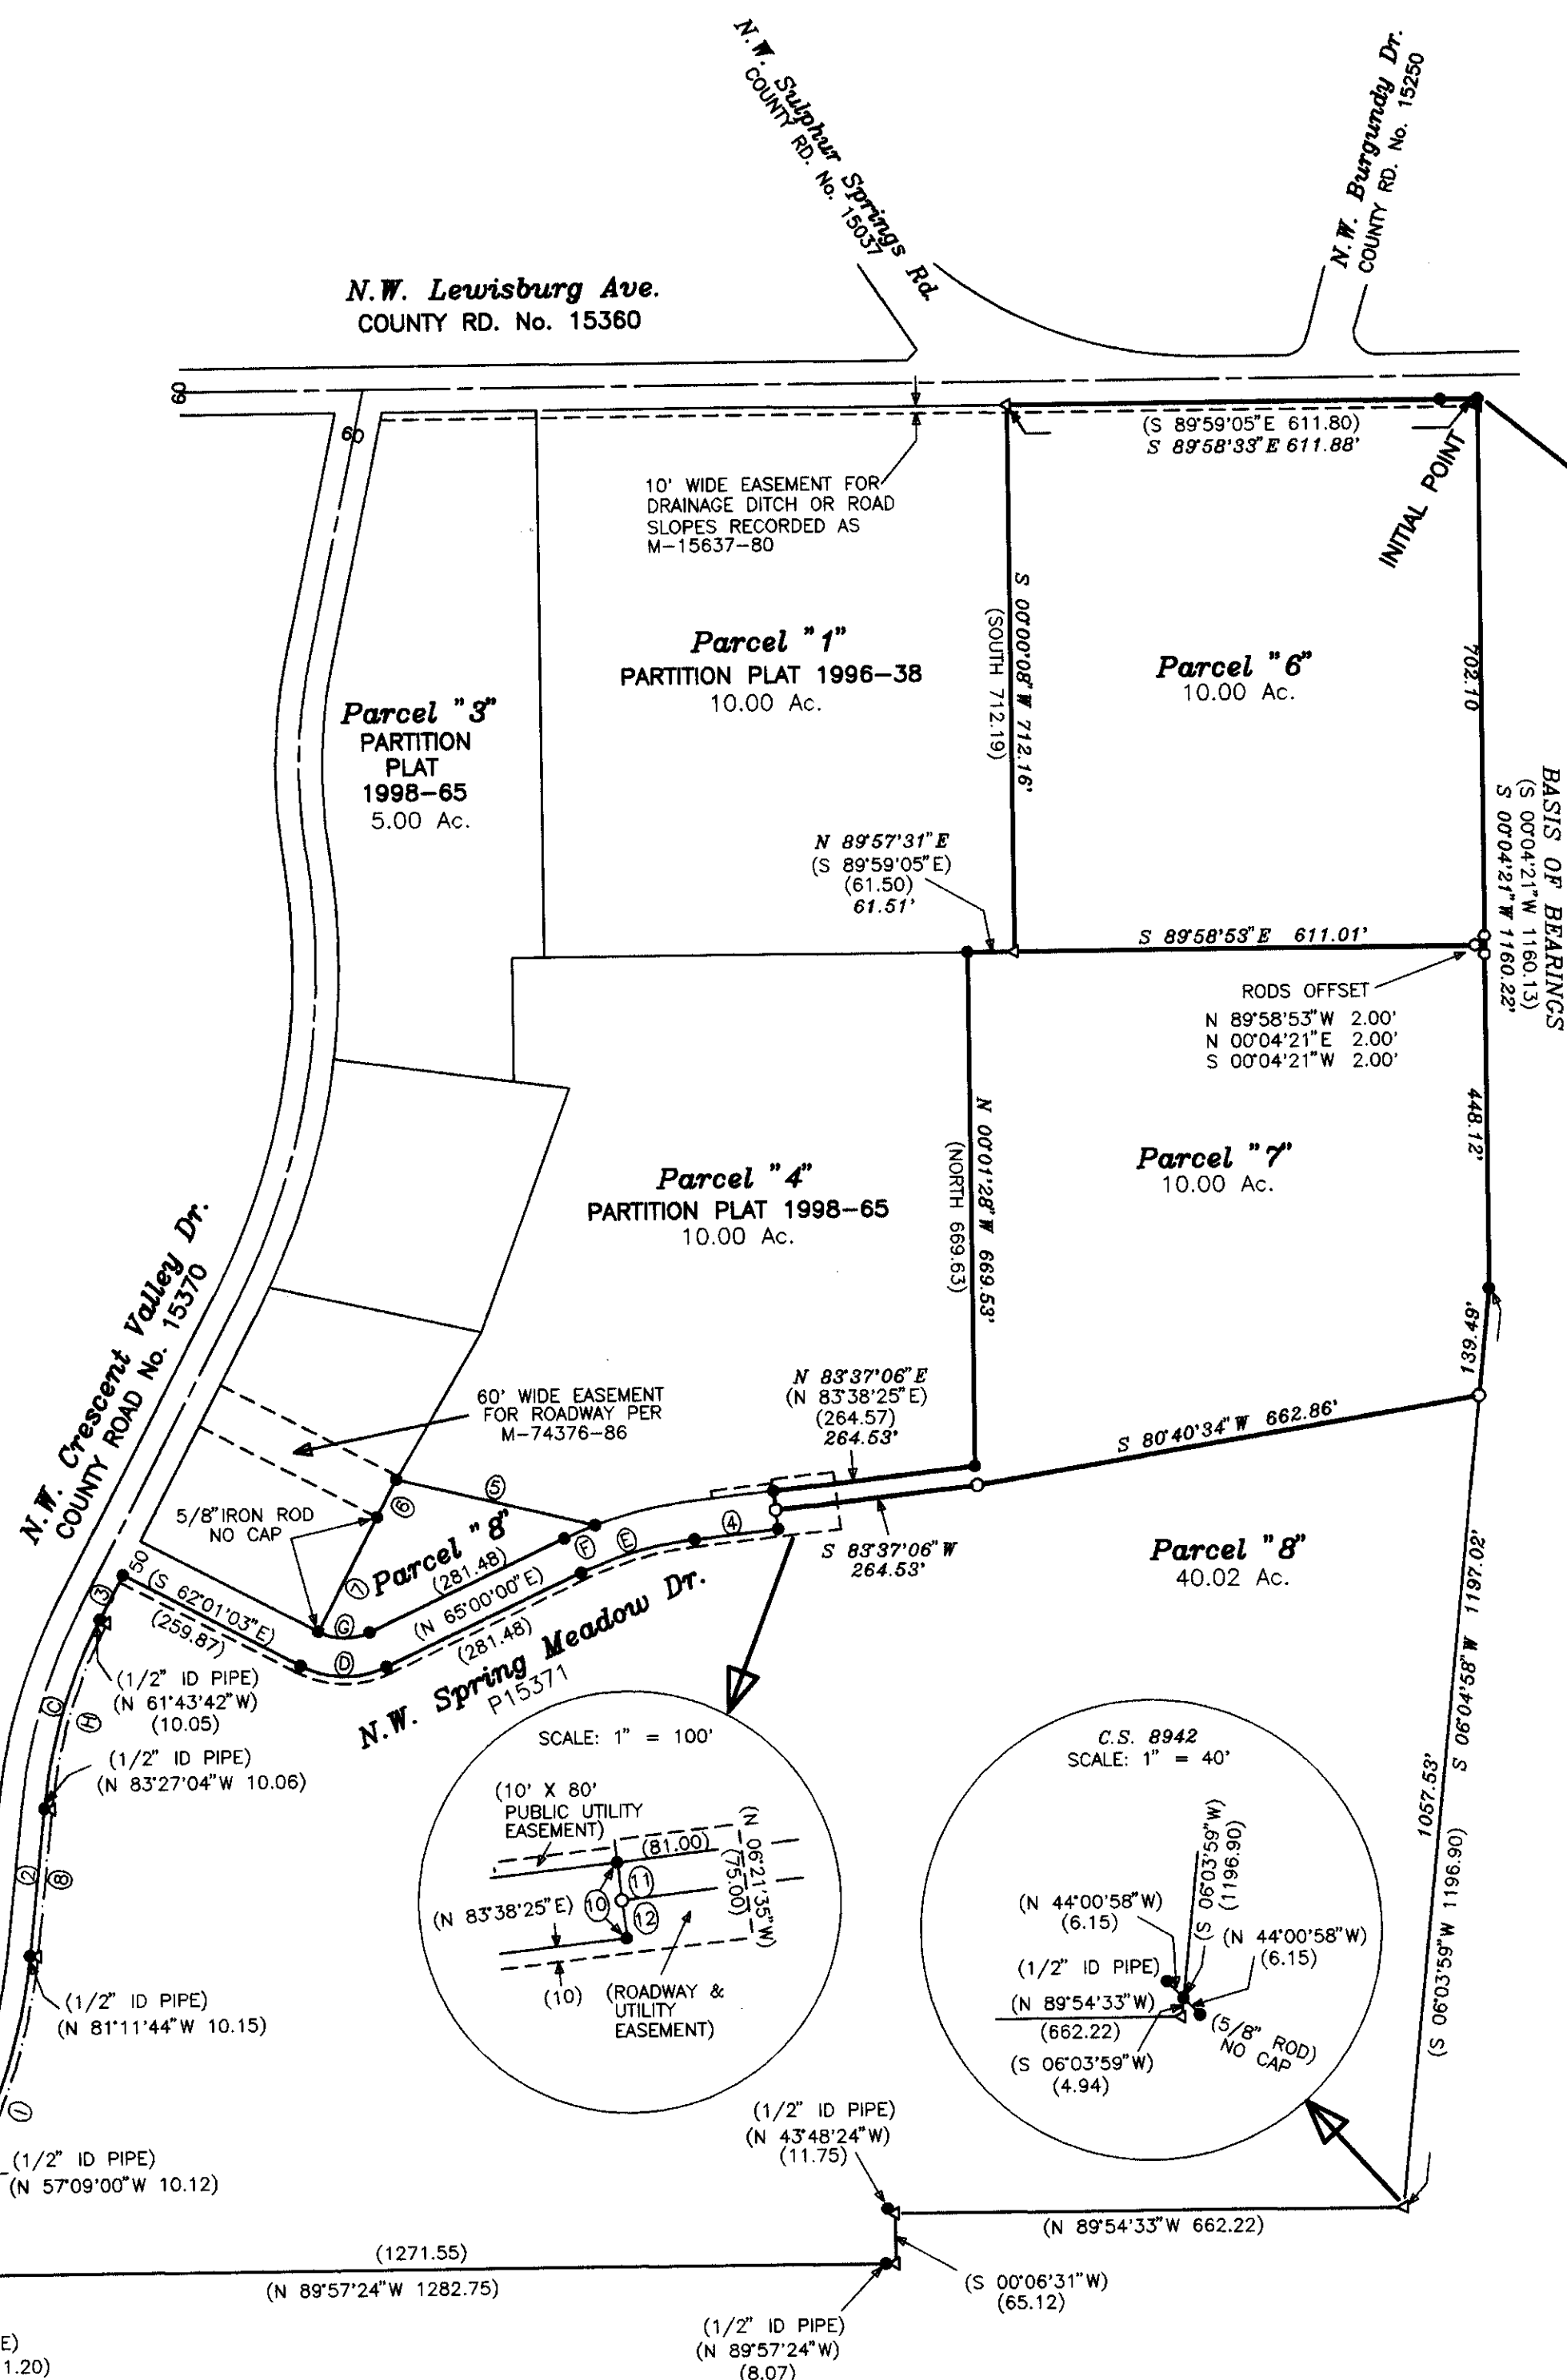 N.W. Sulphur Springs Rd.
COUNTY RD. No. 15037
N.W. Burgundy Dr.
COUNTY RD. No. 15250
N.W. Lewisburg Ave.
COUNTY RD. No. 15360
60
60
(S 89°59'05"E 611.80)
S 89°58'33"E 611.88'
INITIAL POINT
10' WIDE EASEMENT FOR
DRAINAGE DITCH OR ROAD
SLOPES RECORDED AS
M-15637-80
S 00°00'08"W 712.16'
(SOUTH 712.19)
Parcel "1"
PARTITION PLAT 1996-38
10.00 Ac.
Parcel "6"
10.00 Ac.
702.10
Parcel "3"
PARTITION
PLAT
1998-65
5.00 Ac.
BASIS OF BEARINGS
(S 00°04'21"W 1160.13)
S 00°04'21"W 1160.22'
N 89°57'31"E
(S 89°59'05"E)
(61.50)
61.51'
S 89°58'53"E 611.01'
RODS OFFSET
N 89°58'53"W 2.00'
N 00°04'21"E 2.00'
S 00°04'21"W 2.00'
448.12'
N 00°01'28"W 669.53'
(NORTH 669.63)
Parcel "4"
PARTITION PLAT 1998-65
10.00 Ac.
Parcel "7"
10.00 Ac.
N.W. Crescent Valley Dr.
COUNTY ROAD No. 15370
139.49'
N 83°37'06"E
(N 83°38'25"E)
(264.57)
264.53'
60' WIDE EASEMENT
FOR ROADWAY PER
M-74376-86
S 80°40'34"W 662.86'
5/8"IRON ROD
NO CAP
5
6
7
Parcel "8"
(281.48)
F
E
4
S 83°37'06"W
264.53'
Parcel "8"
40.02 Ac.
50
3
(S 62°01'03"E)
(259.87)
G
D
(N 65°00'00"E)
(281.48)
N.W. Spring Meadow Dr.
P15371
S 06°04'58"W 1197.02'
1057.53'
(S 06°03'59"W 1196.90)
(1/2" ID PIPE)
(N 61°43'42"W)
(10.05)
C
H
(1/2" ID PIPE)
(N 83°27'04"W 10.06)
2
8
(1/2" ID PIPE)
(N 81°11'44"W 10.15)
I
(1/2" ID PIPE)
(N 57°09'00"W 10.12)
SCALE: 1" = 100'
(10' X 80'
PUBLIC UTILITY
EASEMENT)
(81.00)
(N 06°21'35"W)
(75.00)
11
10
12
(N 83°38'25"E)
(10)
(ROADWAY &
UTILITY
EASEMENT)
C.S. 8942
SCALE: 1" = 40'
(S 06°03'59"W)
(1196.90)
(N 44°00'58"W)
(6.15)
(N 44°00'58"W)
(6.15)
(1/2" ID PIPE)
(N 89°54'33"W)
(662.22)
(5/8" ROD)
NO CAP
(S 06°03'59"W)
(4.94)
(1/2" ID PIPE)
(N 43°48'24"W)
(11.75)
(N 89°54'33"W 662.22)
(1271.55)
(N 89°57'24"W 1282.75)
(S 00°06'31"W)
(65.12)
(1/2" ID PIPE)
(N 89°57'24"W)
(8.07)
E)
1.20)